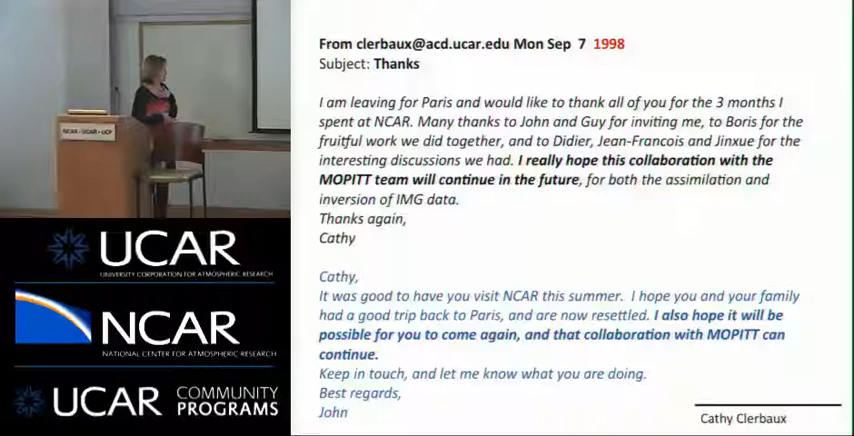 NCAR • UCAR • UCP
UCAR
UNIVERSITY CORPORATION FOR ATMOSPHERIC RESEARCH
NCAR
NATIONAL CENTER FOR ATMOSPHERIC RESEARCH
UCAR COMMUNITY
PROGRAMS
From clerbaux@acd.ucar.edu Mon Sep 7 1998
Subject: Thanks
I am leaving for Paris and would like to thank all of you for the 3 months I
spent at NCAR. Many thanks to John and Guy for inviting me, to Boris for the
fruitful work we did together, and to Didier, Jean-Francois and Jinxue for the
interesting discussions we had. I really hope this collaboration with the
MOPITT team will continue in the future, for both the assimilation and
inversion of IMG data.
Thanks again,
Cathy
Cathy,
It was good to have you visit NCAR this summer. I hope you and your family
had a good trip back to Paris, and are now resettled. I also hope it will be
possible for you to come again, and that collaboration with MOPITT can
continue.
Keep in touch, and let me know what you are doing.
Best regards,
John
Cathy Clerbaux